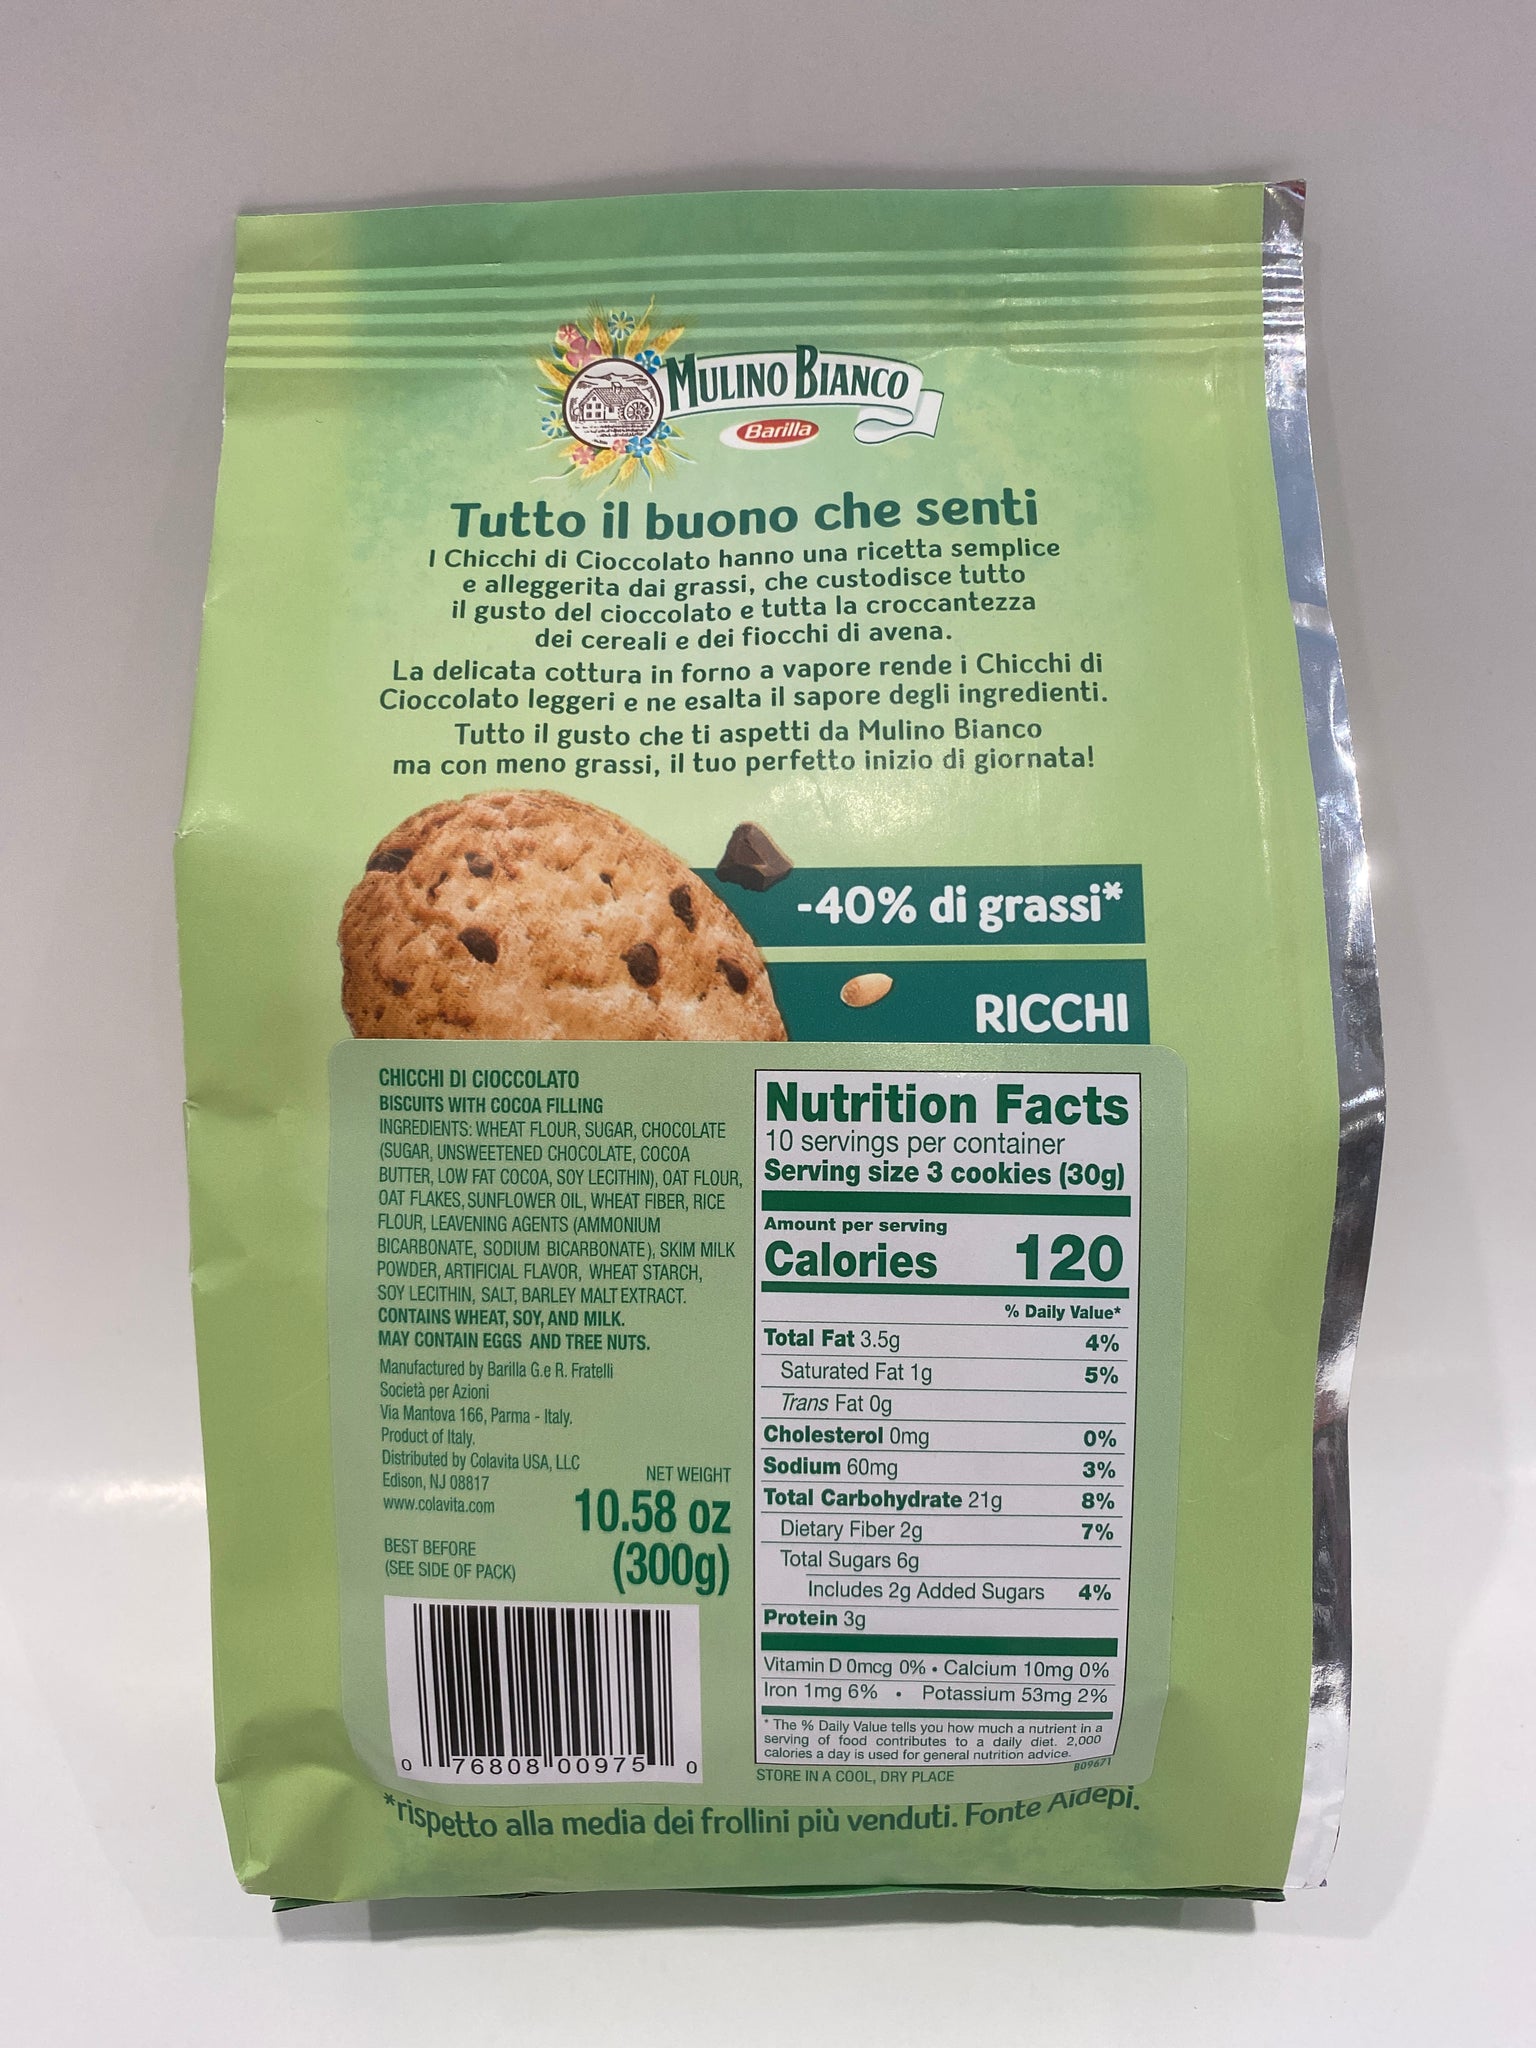 MULINO BIANCO
Barilla
Tutto il buono che senti
I Chicchi di Cioccolato hanno una ricetta semplice
e alleggerita dai grassi, che custodisce tutto
il gusto del cioccolato e tutta la croccantezza
dei cereali e dei fiocchi di avena.
La delicata cottura in forno a vapore rende i Chicchi di
Cioccolato leggeri e ne esalta il sapore degli ingredienti.
Tutto il gusto che ti aspetti da Mulino Bianco
ma con meno grassi, il tuo perfetto inizio di giornata!
-40% di grassi*
RICCHI
CHICCHI DI CIOCCOLATO
BISCUITS WITH COCOA FILLING
INGREDIENTS: WHEAT FLOUR, SUGAR, CHOCOLATE
(SUGAR, UNSWEETENED CHOCOLATE, COCOA
BUTTER, LOW FAT COCOA, SOY LECITHIN), OAT FLOUR,
OAT FLAKES, SUNFLOWER OIL, WHEAT FIBER, RICE
FLOUR, LEAVENING AGENTS (AMMONIUM
BICARBONATE, SODIUM BICARBONATE), SKIM MILK
POWDER, ARTIFICIAL FLAVOR, WHEAT STARCH,
SOY LECITHIN, SALT, BARLEY MALT EXTRACT.
CONTAINS WHEAT, SOY, AND MILK.
MAY CONTAIN EGGS AND TREE NUTS.
Manufactured by Barilla G.e R. Fratelli
Società per Azioni
Via Mantova 166, Parma - Italy.
Product of Italy.
Distributed by Colavita USA, LLC
Edison, NJ 08817
www.colavita.com
NET WEIGHT
10.58 oz
(300g)
BEST BEFORE
(SEE SIDE OF PACK)
0 76808 00975 0
Nutrition Facts
10 servings per container
Serving size 3 cookies (30g)
Amount per serving
Calories 120
% Daily Value*
Total Fat 3.5g 4%
Saturated Fat 1g 5%
Trans Fat 0g
Cholesterol 0mg 0%
Sodium 60mg 3%
Total Carbohydrate 21g 8%
Dietary Fiber 2g 7%
Total Sugars 6g
Includes 2g Added Sugars 4%
Protein 3g
Vitamin D 0mcg 0% • Calcium 10mg 0%
Iron 1mg 6% • Potassium 53mg 2%
* The % Daily Value tells you how much a nutrient in a
serving of food contributes to a daily diet. 2,000
calories a day is used for general nutrition advice.
B09671
STORE IN A COOL, DRY PLACE
*rispetto alla media dei frollini più venduti. Fonte Aidepi.